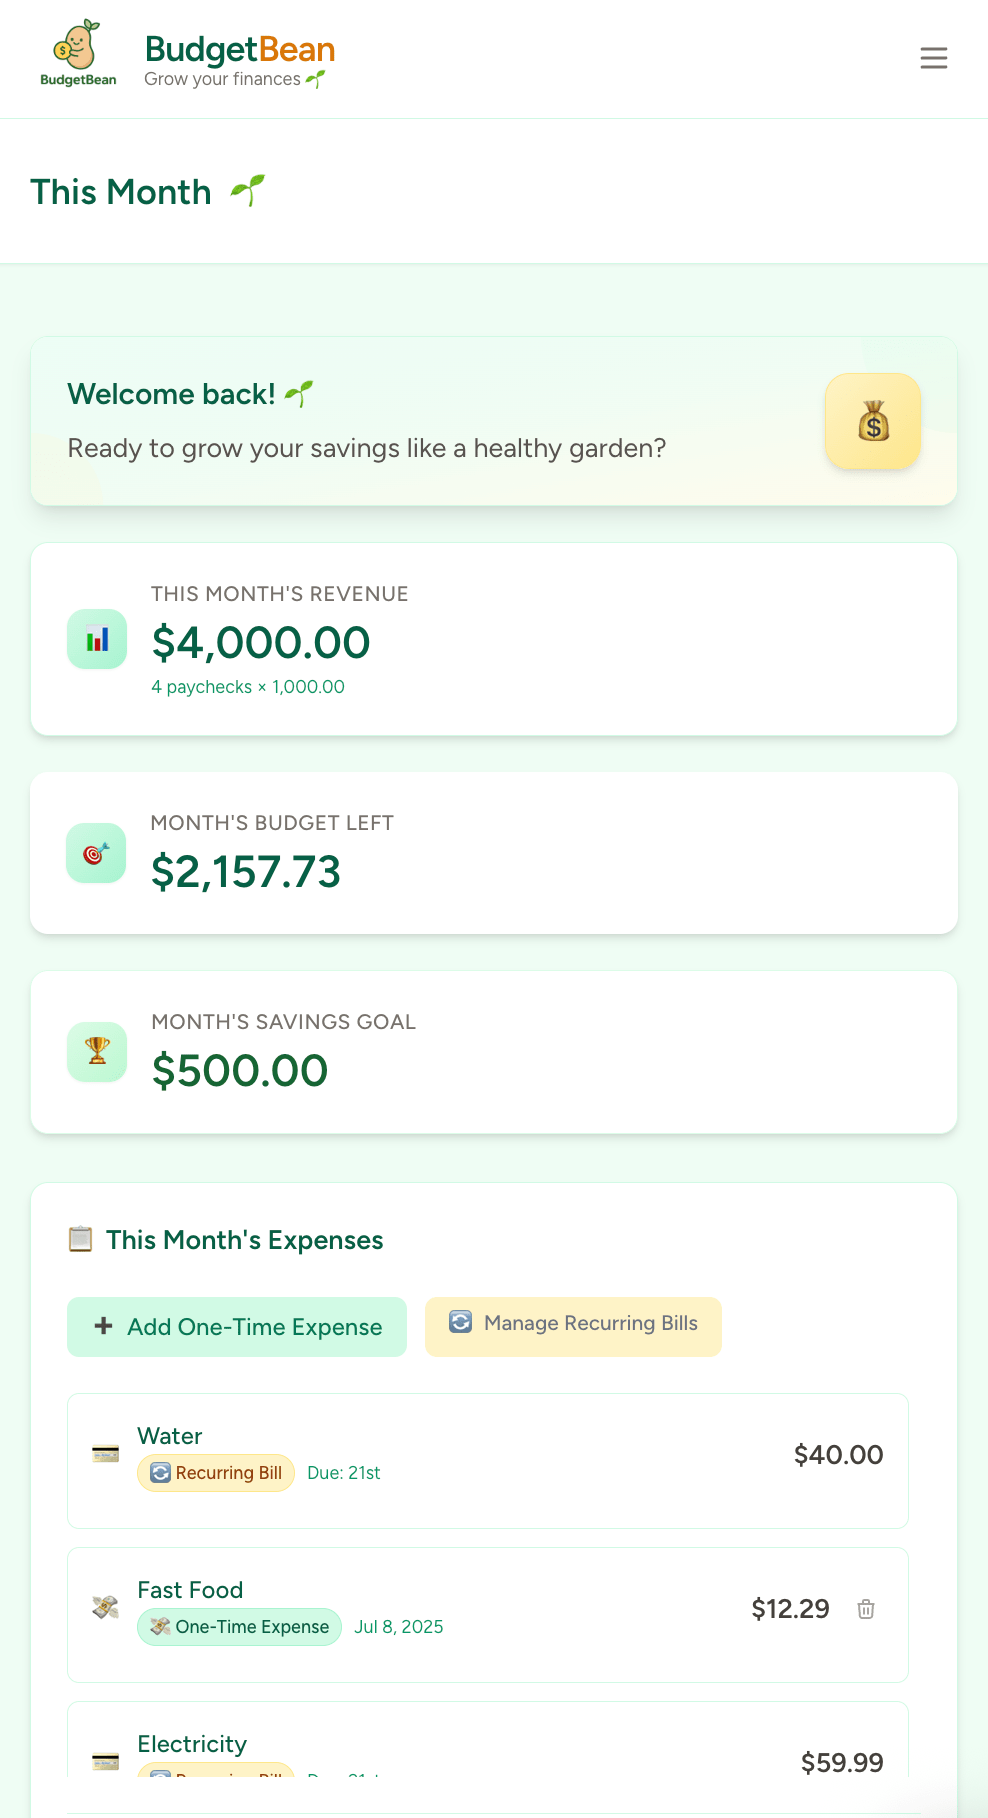 BudgetBean
BudgetBean
Grow your finances
This Month
Welcome back!
Ready to grow your savings like a healthy garden?
THIS MONTH'S REVENUE
$4,000.00
4 paychecks × 1,000.00
MONTH'S BUDGET LEFT
$2,157.73
MONTH'S SAVINGS GOAL
$500.00
This Month's Expenses
Add One-Time Expense
Manage Recurring Bills
Water
$40.00
Recurring Bill
Due: 21st
Fast Food
$12.29
One-Time Expense
Jul 8, 2025
Electricity
$59.99